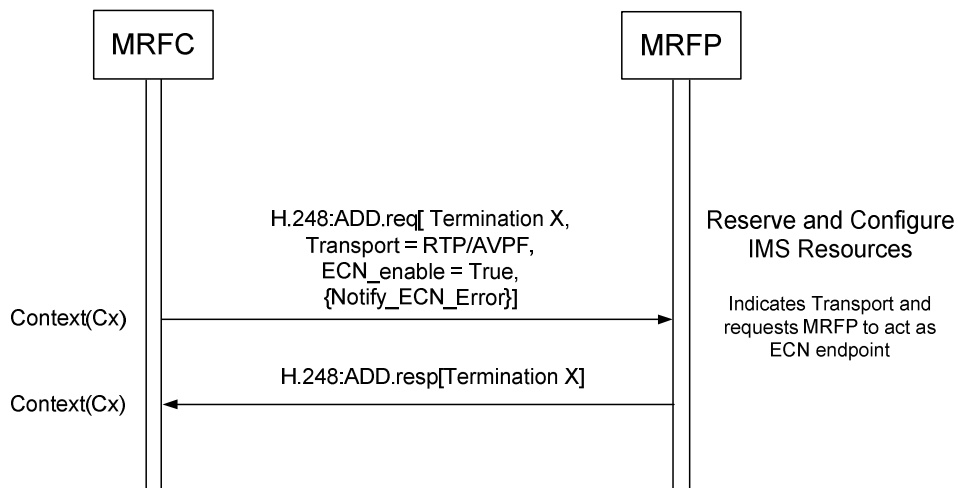 MRFC
MRFP
H.248:ADD.req[ Termination X,
Transport = RTP/AVPF,
ECN_enable = True,
{Notify_ECN_Error}]
Reserve and Configure
IMS Resources
Context(Cx)
Indicates Transport and
requests MRFP to act as
ECN endpoint
H.248:ADD.resp[Termination X]
Context(Cx)